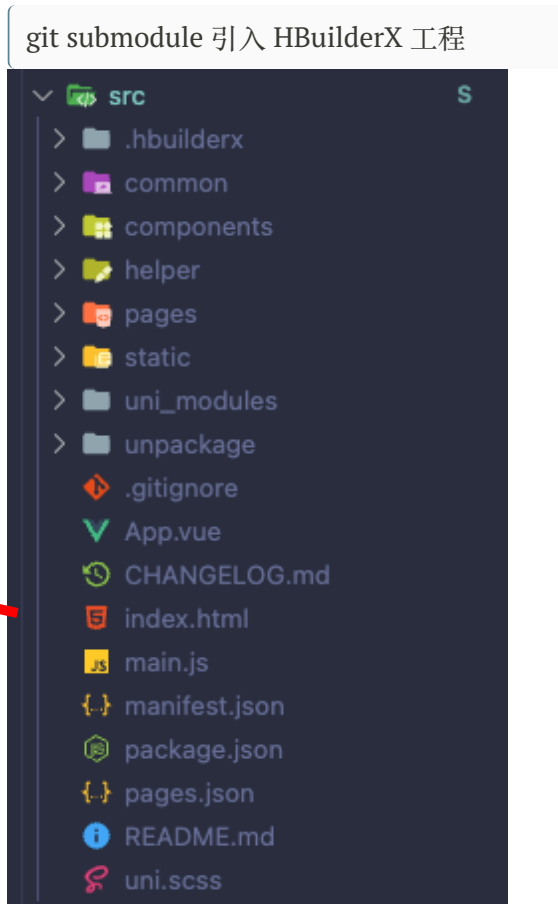 git submodule 引入 HBuilderX 工程
src S
.hbuilderx
common
components
helper
pages
static
uni_modules
unpackage
.gitignore
App.vue
CHANGELOG.md
index.html
JS main.js
manifest.json
package.json
pages.json
README.md
uni.scss